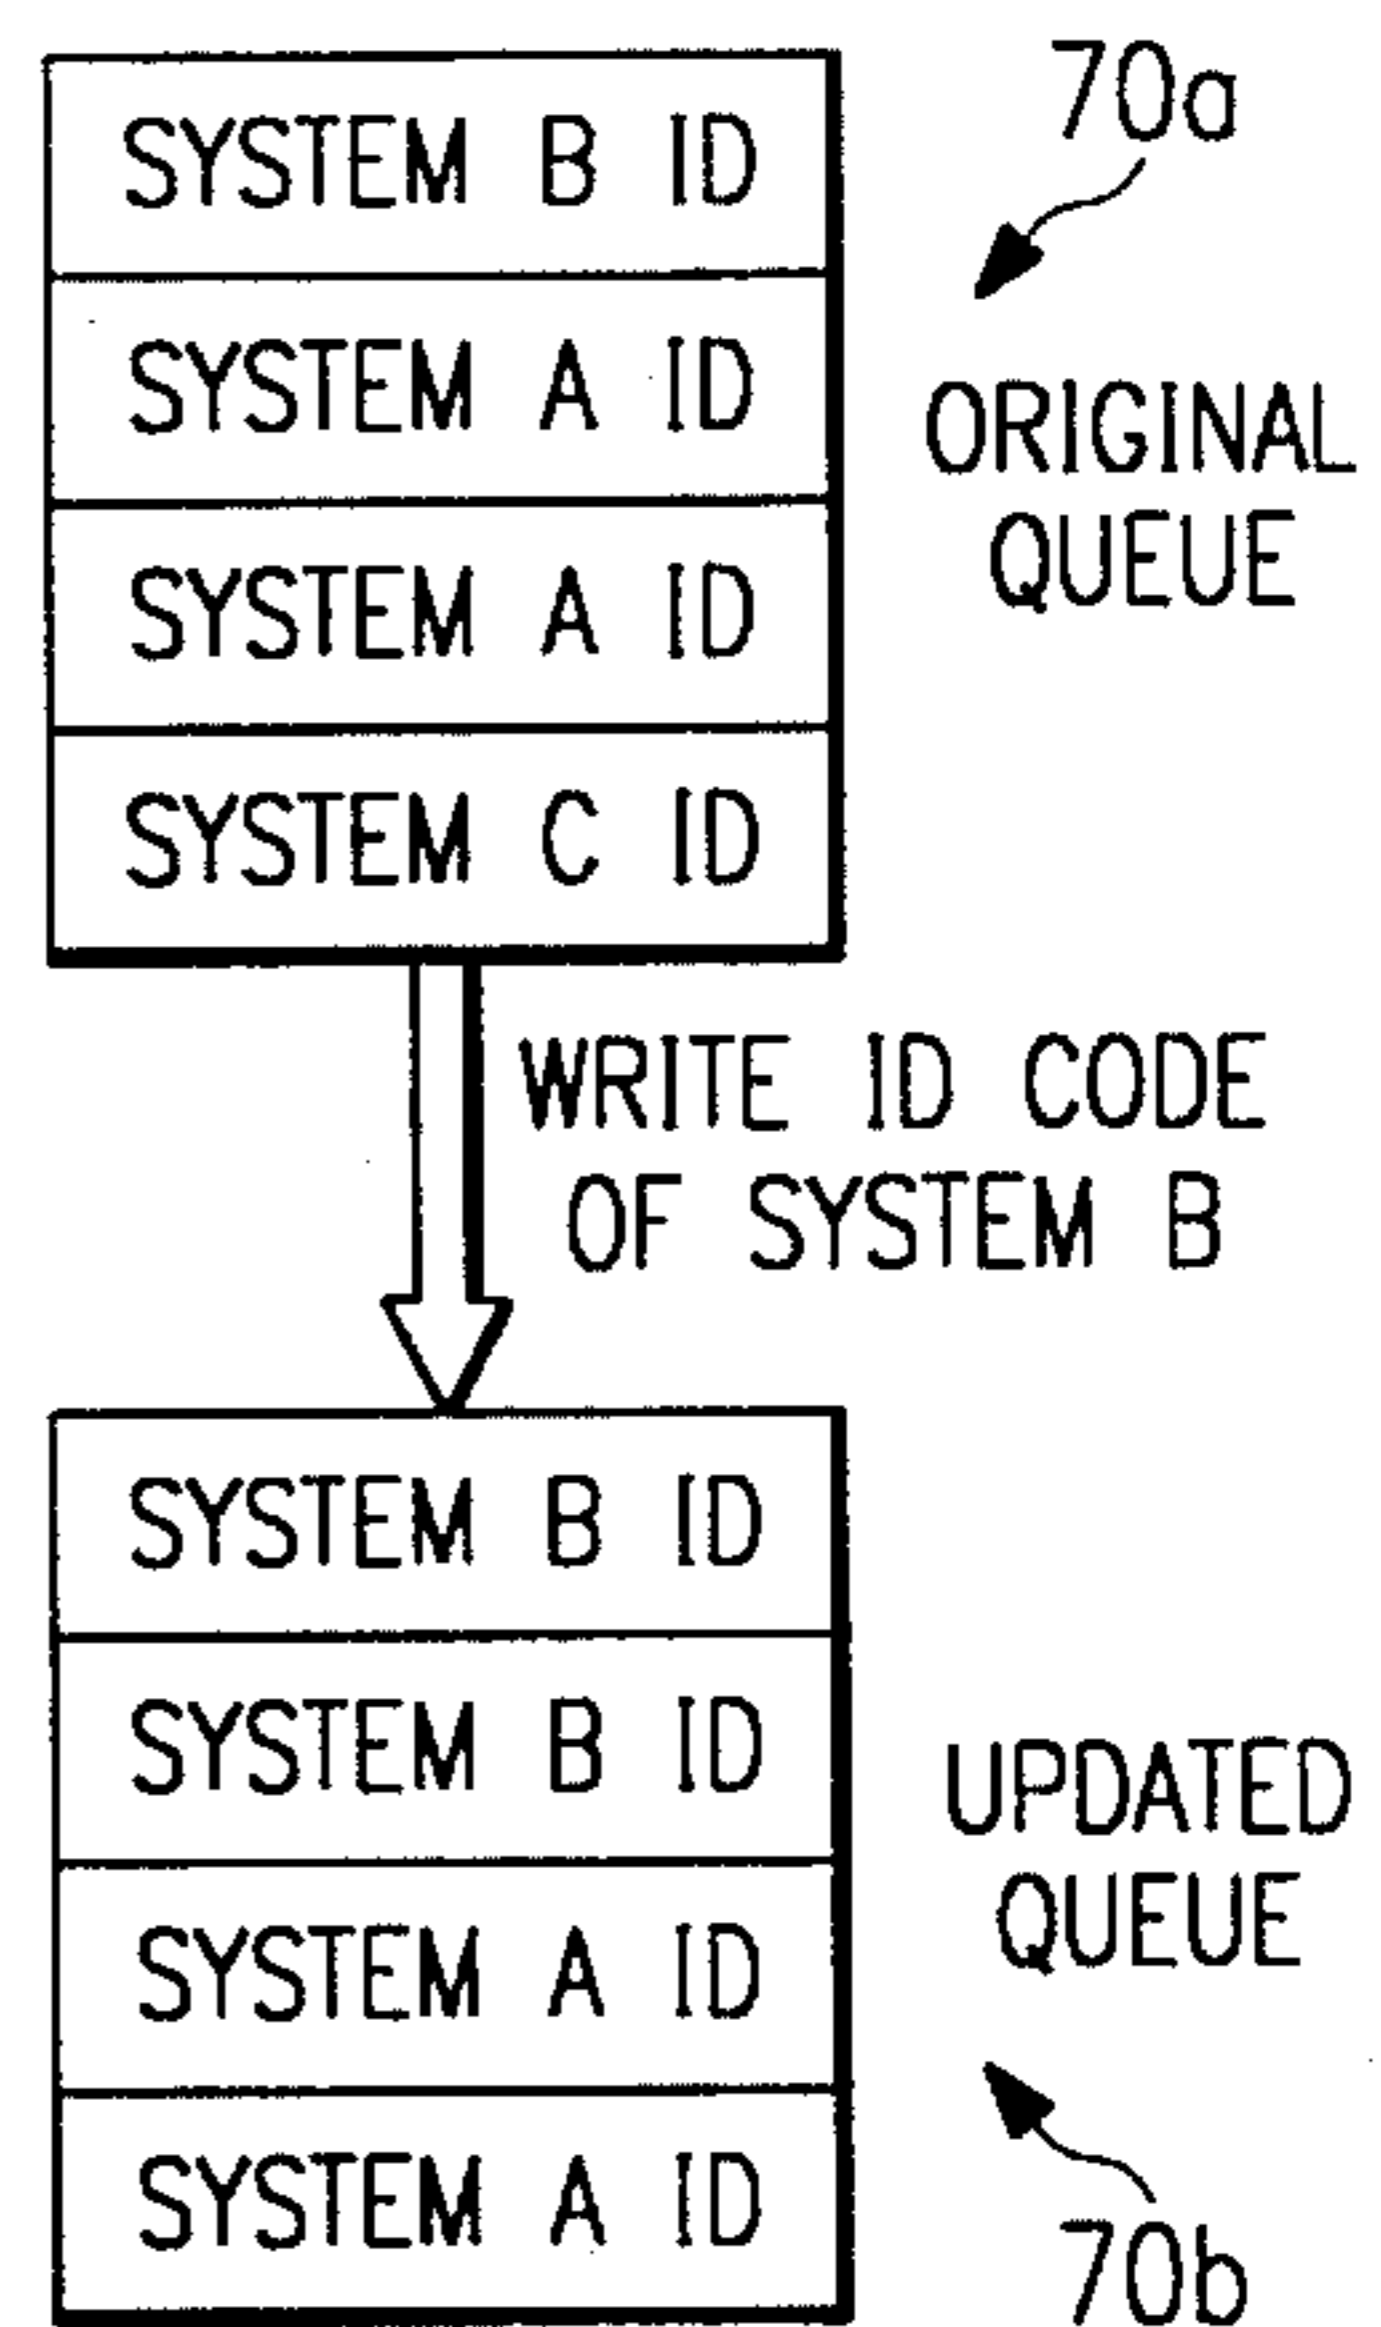 70a
SYSTEM B ID
SYSTEM A ID
ORIGINAL
QUEUE
SYSTEM A ID
SYSTEM C ID
WRITE ID CODE
OF SYSTEM B
SYSTEM B ID
SYSTEM B ID
UPDATED
QUEUE
SYSTEM A ID
SYSTEM A ID
70b